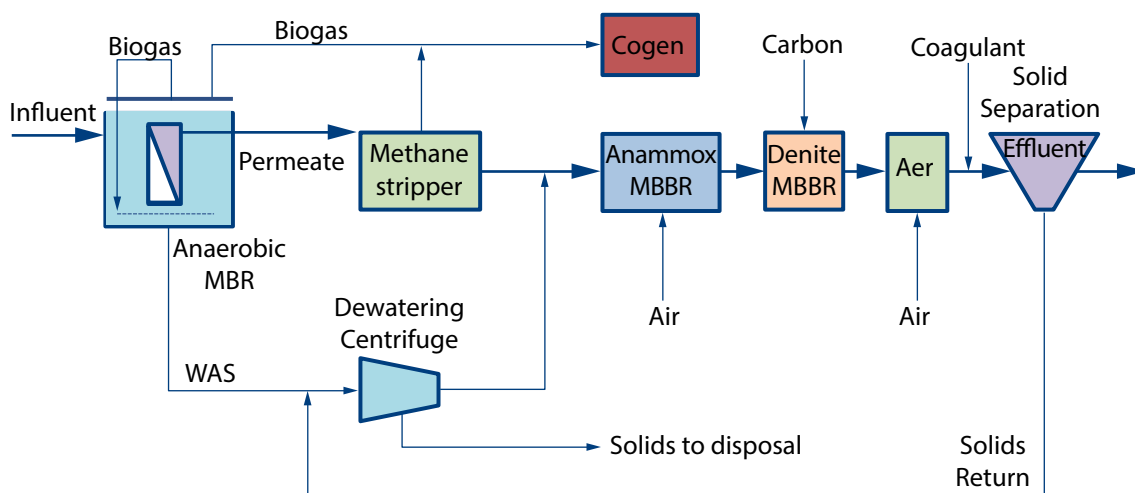 Biogas
Biogas
Cogen
Carbon
Coagulant
Solid
Separation
Influent
Permeate
Methane
stripper
Anammox
MBBR
Denite
MBBR
Aer
Effluent
Anaerobic
MBR
Dewatering
Centrifuge
Air
Air
WAS
Solids to disposal
Solids
Return